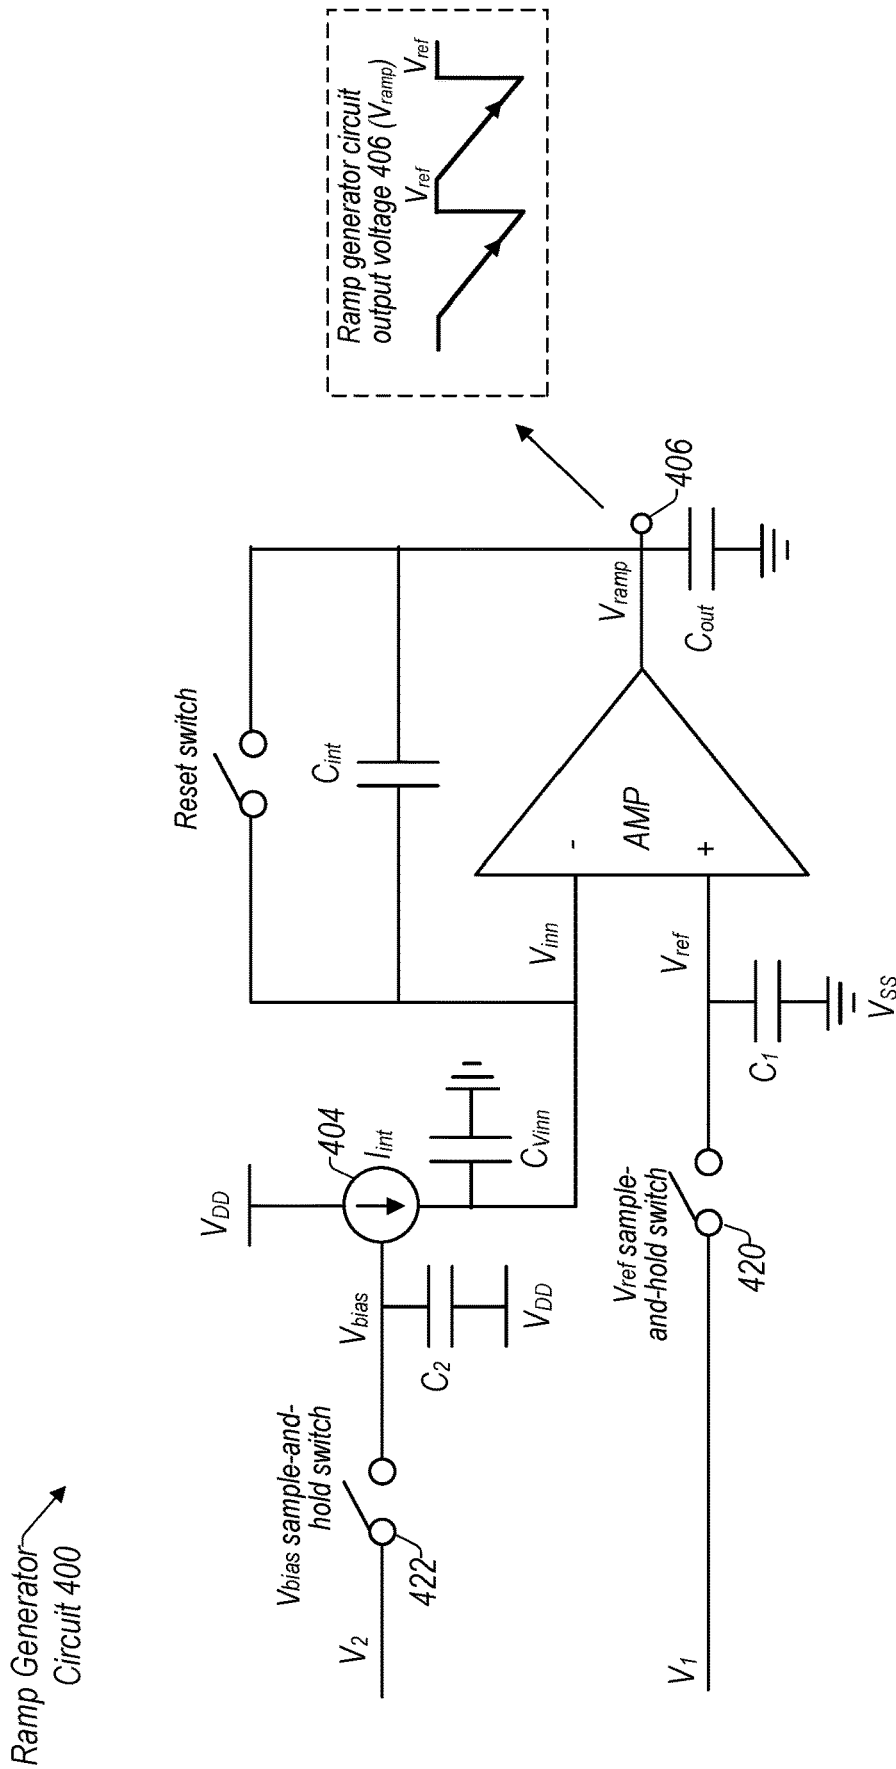 Ramp Generator
Circuit 400
Ramp generator circuit
output voltage 406 (Vramp)
Vref
Vref
Reset switch
Cint
VDD
404
Iint
CVinn
Vinn
-
AMP
+
Vramp
406
Cout
Vbias sample-and-
hold switch
V2
422
Vbias
C2
VDD
Vref sample-
and-hold switch
V1
420
Vref
C1
VSS